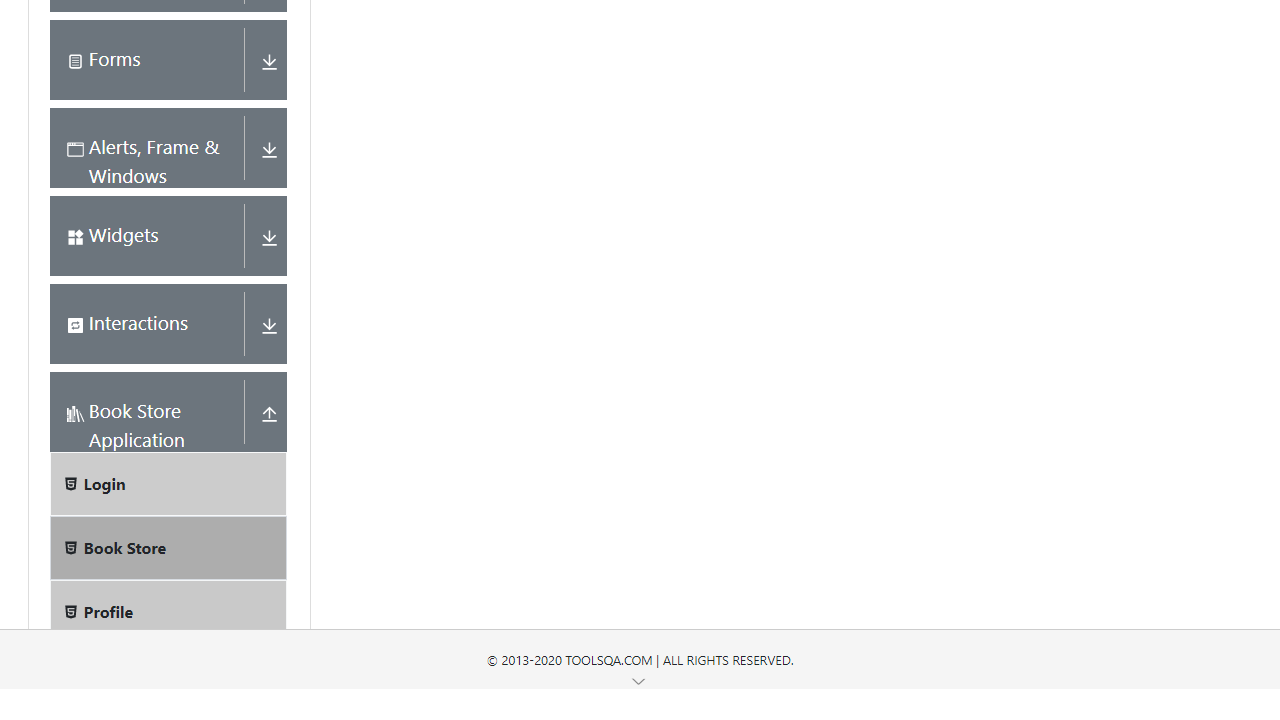 Forms
Alerts, Frame &
Windows
Widgets
Interactions
Book Store
Application
Login
Book Store
Profile
© 2013-2020 TOOLSQA.COM | ALL RIGHTS RESERVED.